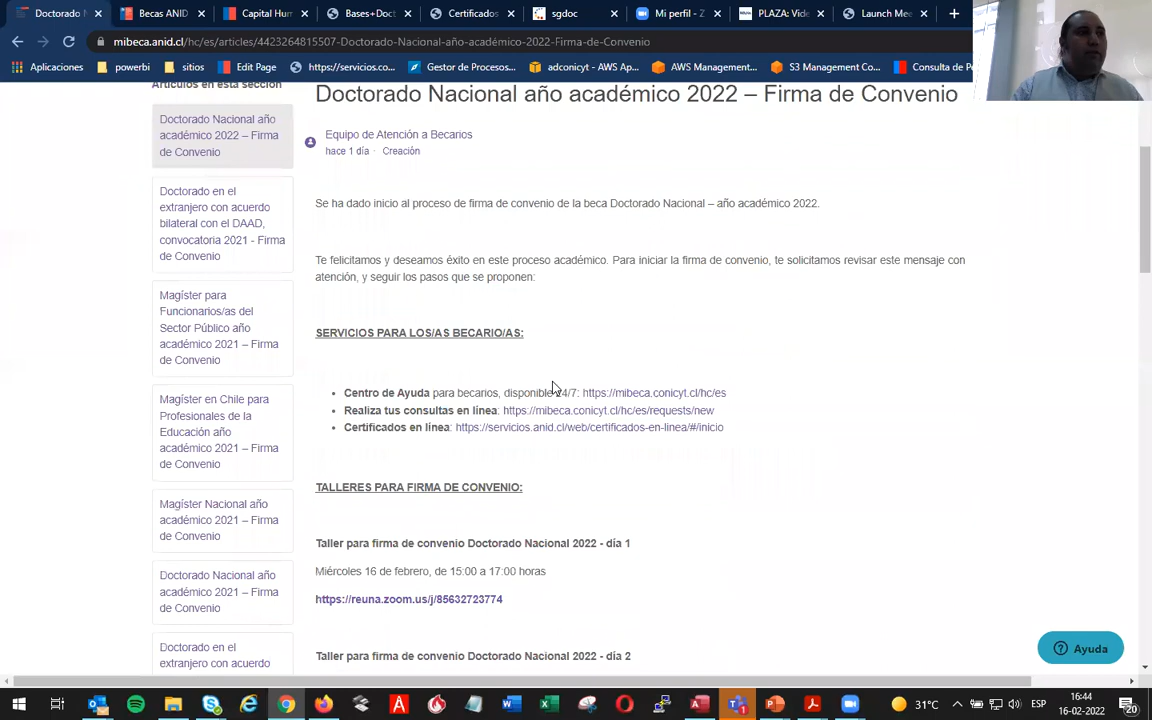 Doctorado N
Becas ANID
Capital Hum
Bases+Doct
Certificados
sgdoc
Mi perfil - Z
PLAZA: Vide
Launch Mee
mibeca.anid.cl/hc/es/articles/4423264815507-Doctorado-Nacional-año-académico-2022-Firma-de-Convenio
Aplicaciones
powerbi
sitios
Edit Page
https://servicios.co...
Gestor de Procesos...
adconicyt - AWS Ap...
AWS Management...
S3 Management Co...
Consulta de Pe
Artículos en esta sección
Doctorado Nacional año
académico 2022 – Firma
de Convenio
Doctorado en el
extranjero con acuerdo
bilateral con el DAAD,
convocatoria 2021 - Firma
de Convenio
Magíster para
Funcionarios/as del
Sector Público año
académico 2021 – Firma
de Convenio
Magíster en Chile para
Profesionales de la
Educación año
académico 2021 – Firma
de Convenio
Magíster Nacional año
académico 2021 – Firma
de Convenio
Doctorado Nacional año
académico 2021 – Firma
de Convenio
Doctorado en el
extranjero con acuerdo
Doctorado Nacional año académico 2022 – Firma de Convenio
Equipo de Atención a Becarios
hace 1 día · Creación
Se ha dado inicio al proceso de firma de convenio de la beca Doctorado Nacional – año académico 2022.
Te felicitamos y deseamos éxito en este proceso académico. Para iniciar la firma de convenio, te solicitamos revisar este mensaje con
atención, y seguir los pasos que se proponen:
SERVICIOS PARA LOS/AS BECARIO/AS:
• Centro de Ayuda para becarios, disponible 24/7: https://mibeca.conicyt.cl/hc/es
• Realiza tus consultas en línea: https://mibeca.conicyt.cl/hc/es/requests/new
• Certificados en línea: https://servicios.anid.cl/web/certificados-en-linea/#/inicio
TALLERES PARA FIRMA DE CONVENIO:
Taller para firma de convenio Doctorado Nacional 2022 - día 1
Miércoles 16 de febrero, de 15:00 a 17:00 horas
https://reuna.zoom.us/j/85632723774
Taller para firma de convenio Doctorado Nacional 2022 - día 2
Ayuda
31°C
ESP
16:44
16-02-2022
20